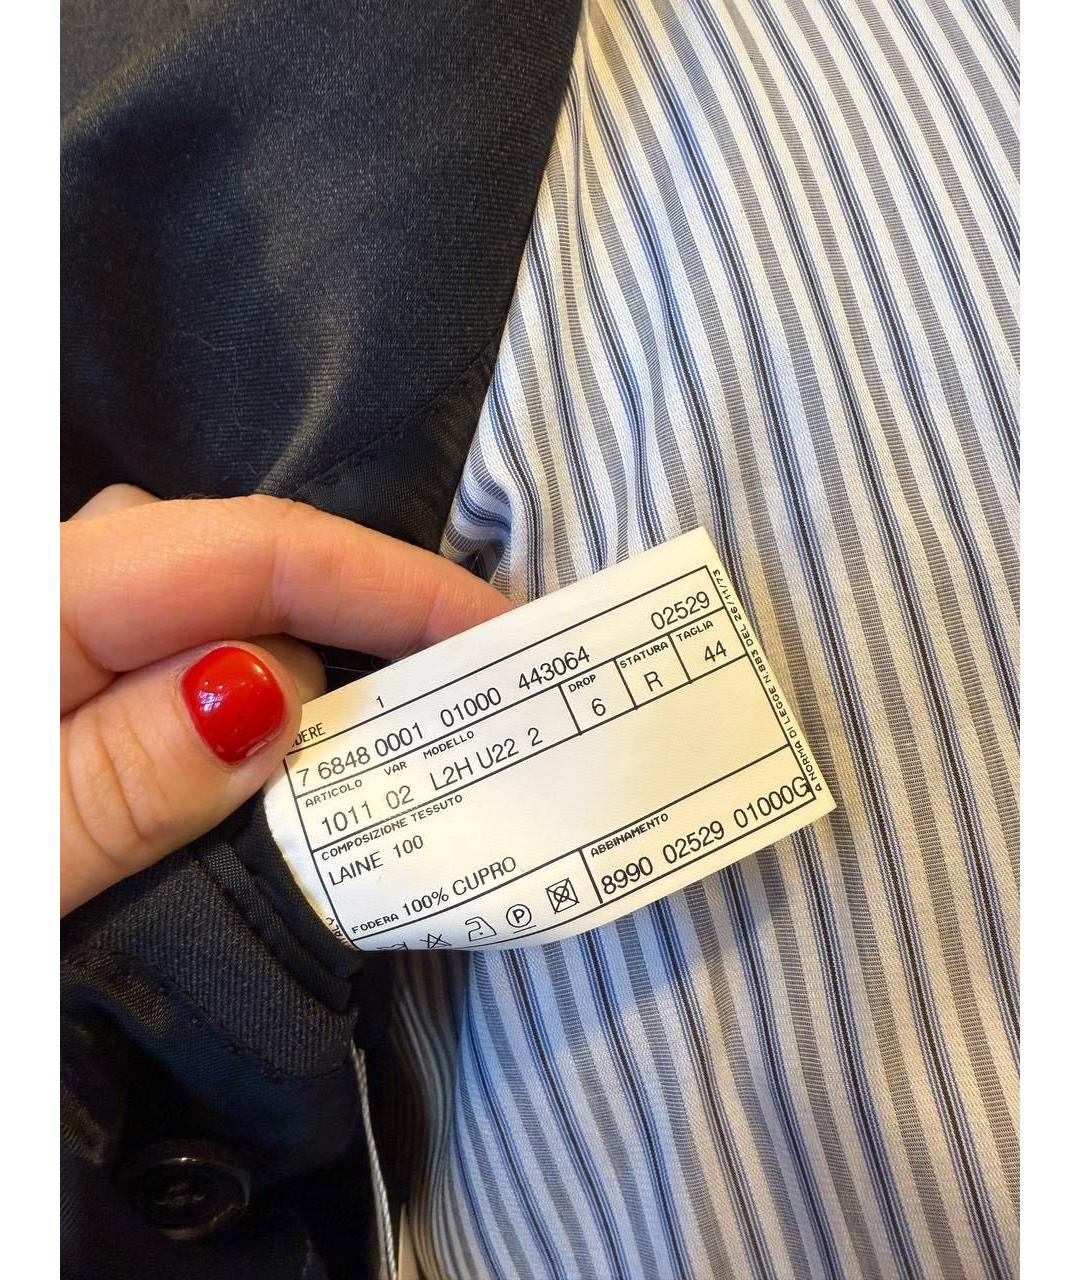 1
02529
7 6848 0001 01000 443064
ARTICOLO VAR MODELLO DROP STATURA TAGLIA
1011 02 L2H U22 2 6 R 44
COMPOSIZIONE TESSUTO
LAINE 100
FODERA 100% CUPRO
ABBINAMENTO
8990 02529 01000G
P
A NORMA DI LEGGE N.883 DEL 26/11/73